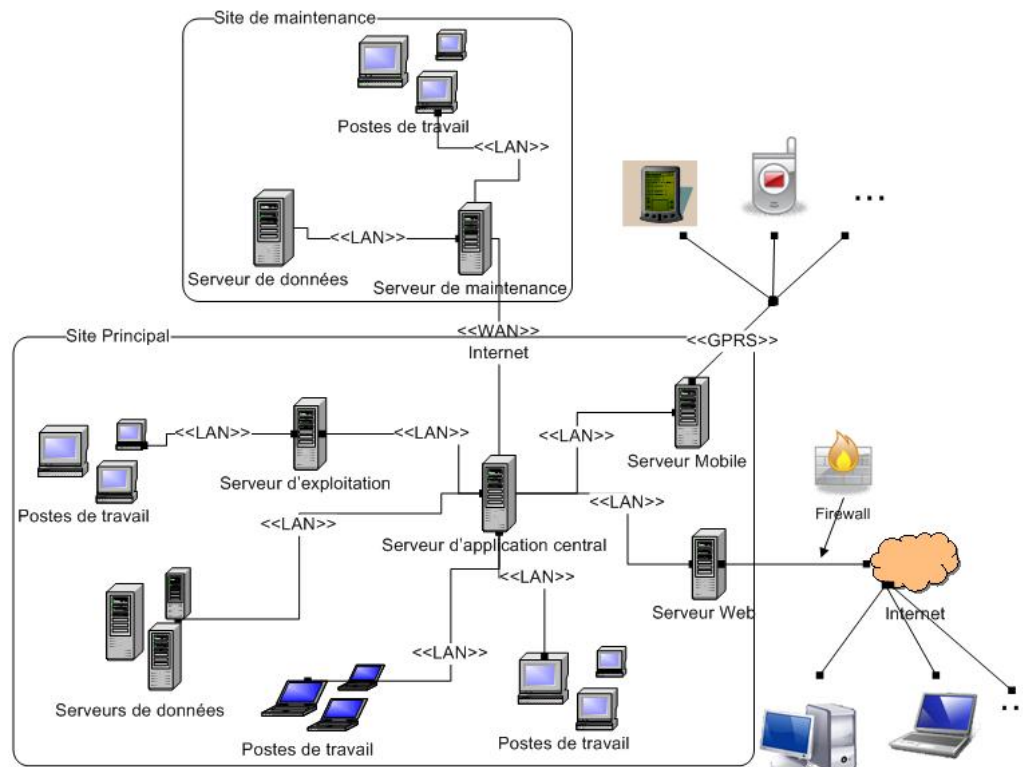 Site de maintenance
Postes de travail
<<LAN>>
<<LAN>>
Serveur de données
Serveur de maintenance
<<WAN>>
Internet
Site Principal
<<GPRS>>
<<LAN>>
<<LAN>>
<<LAN>>
Serveur Mobile
Serveur d'exploitation
Postes de travail
<<LAN>>
<<LAN>>
Firewall
Serveur d'application central
<<LAN>>
Serveur Web
Internet
<<LAN>>
Serveurs de données
Postes de travail
Postes de travail